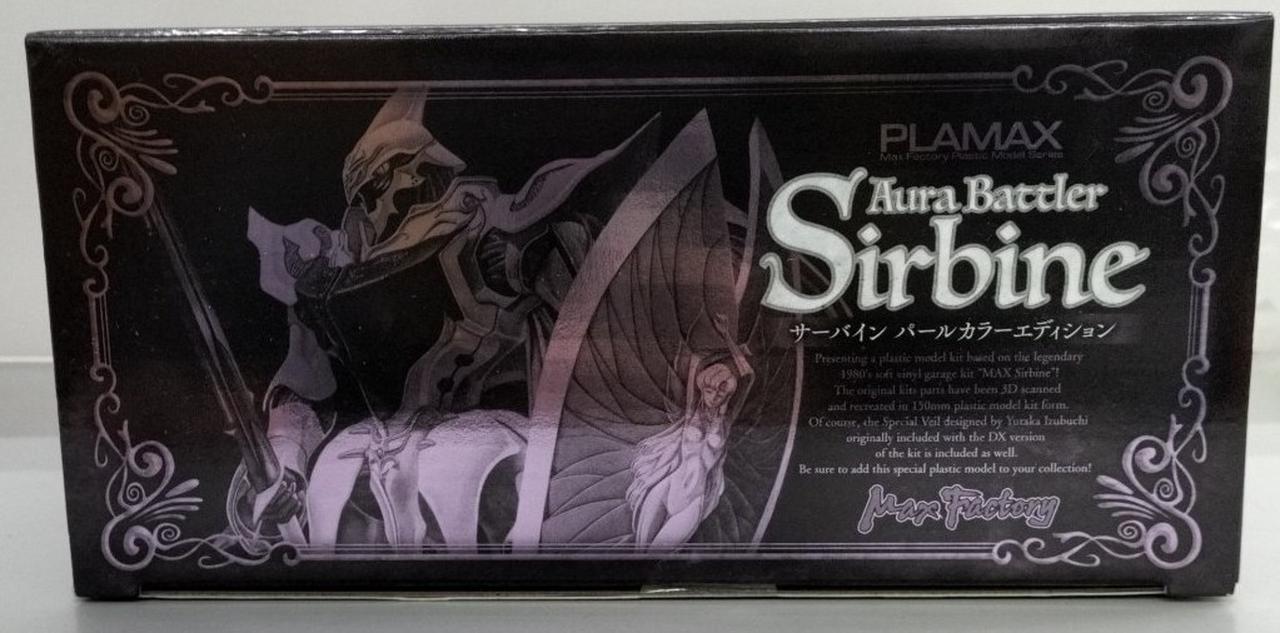 PLAMAX
Max Factory Plastic Model Series
Aura Battler
Sirbine
サーバイン パールカラーエディション
Presenting a plastic model kit based on the legendary
1980's soft vinyl garage kit "MAX Sirbine"!
The original kits parts have been 3D scanned
and recreated in 150mm plastic model kit form.
Of course, the Special Veil designed by Yutaka Izubuchi
originally included with the DX version
of the kit is included as well.
Be sure to add this special plastic model to your collection!
Max Factory